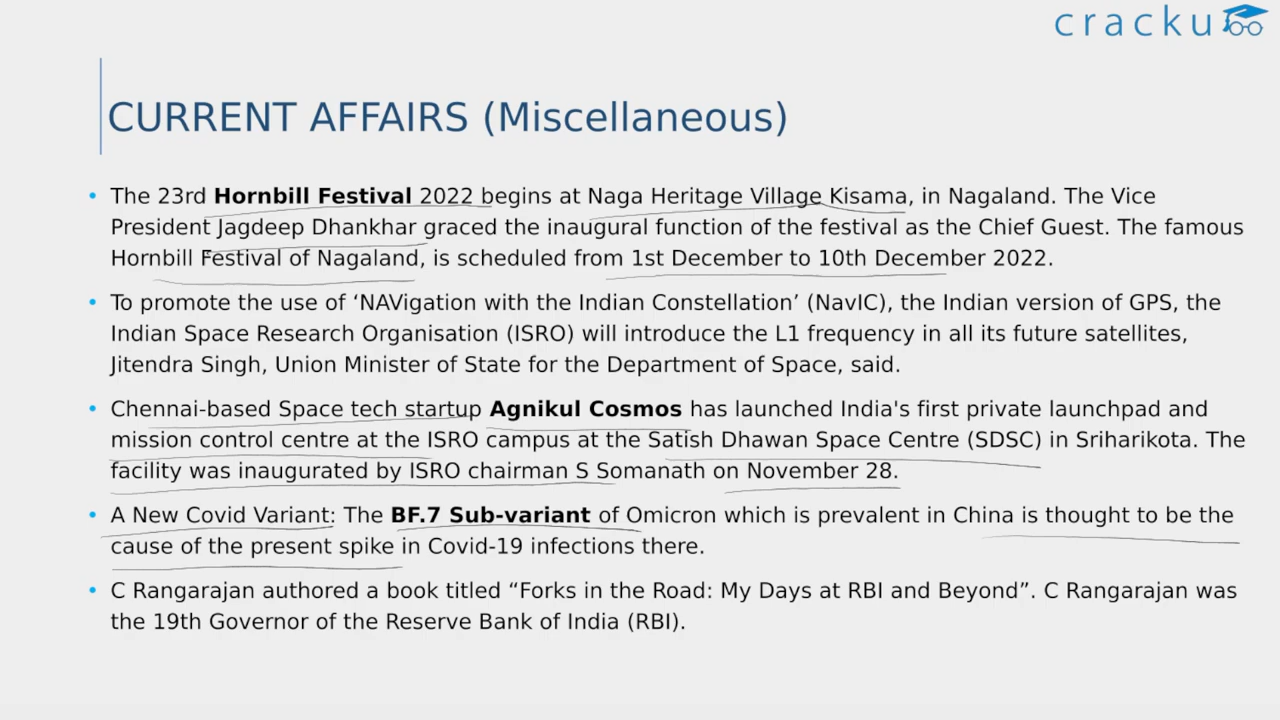 cracku
CURRENT AFFAIRS (Miscellaneous)
• The 23rd Hornbill Festival 2022 begins at Naga Heritage Village Kisama, in Nagaland. The Vice
President Jagdeep Dhankhar graced the inaugural function of the festival as the Chief Guest. The famous
Hornbill Festival of Nagaland, is scheduled from 1st December to 10th December 2022.
• To promote the use of ‘NAVigation with the Indian Constellation’ (NavIC), the Indian version of GPS, the
Indian Space Research Organisation (ISRO) will introduce the L1 frequency in all its future satellites,
Jitendra Singh, Union Minister of State for the Department of Space, said.
• Chennai-based Space tech startup Agnikul Cosmos has launched India's first private launchpad and
mission control centre at the ISRO campus at the Satish Dhawan Space Centre (SDSC) in Sriharikota. The
facility was inaugurated by ISRO chairman S Somanath on November 28.
• A New Covid Variant: The BF.7 Sub-variant of Omicron which is prevalent in China is thought to be the
cause of the present spike in Covid-19 infections there.
• C Rangarajan authored a book titled “Forks in the Road: My Days at RBI and Beyond”. C Rangarajan was
the 19th Governor of the Reserve Bank of India (RBI).